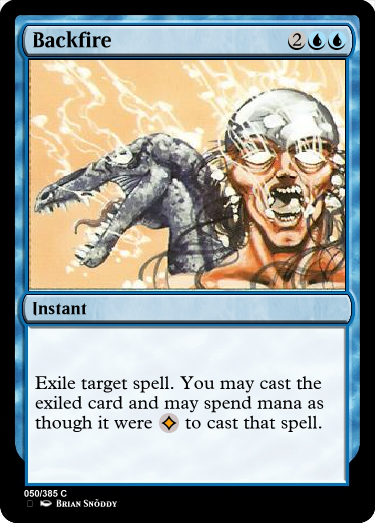 Backfire 2UU
Instant
Exile target spell. You may cast the
exiled card and may spend mana as
though it were to cast that spell.
050/385 C
Brian Snõddy